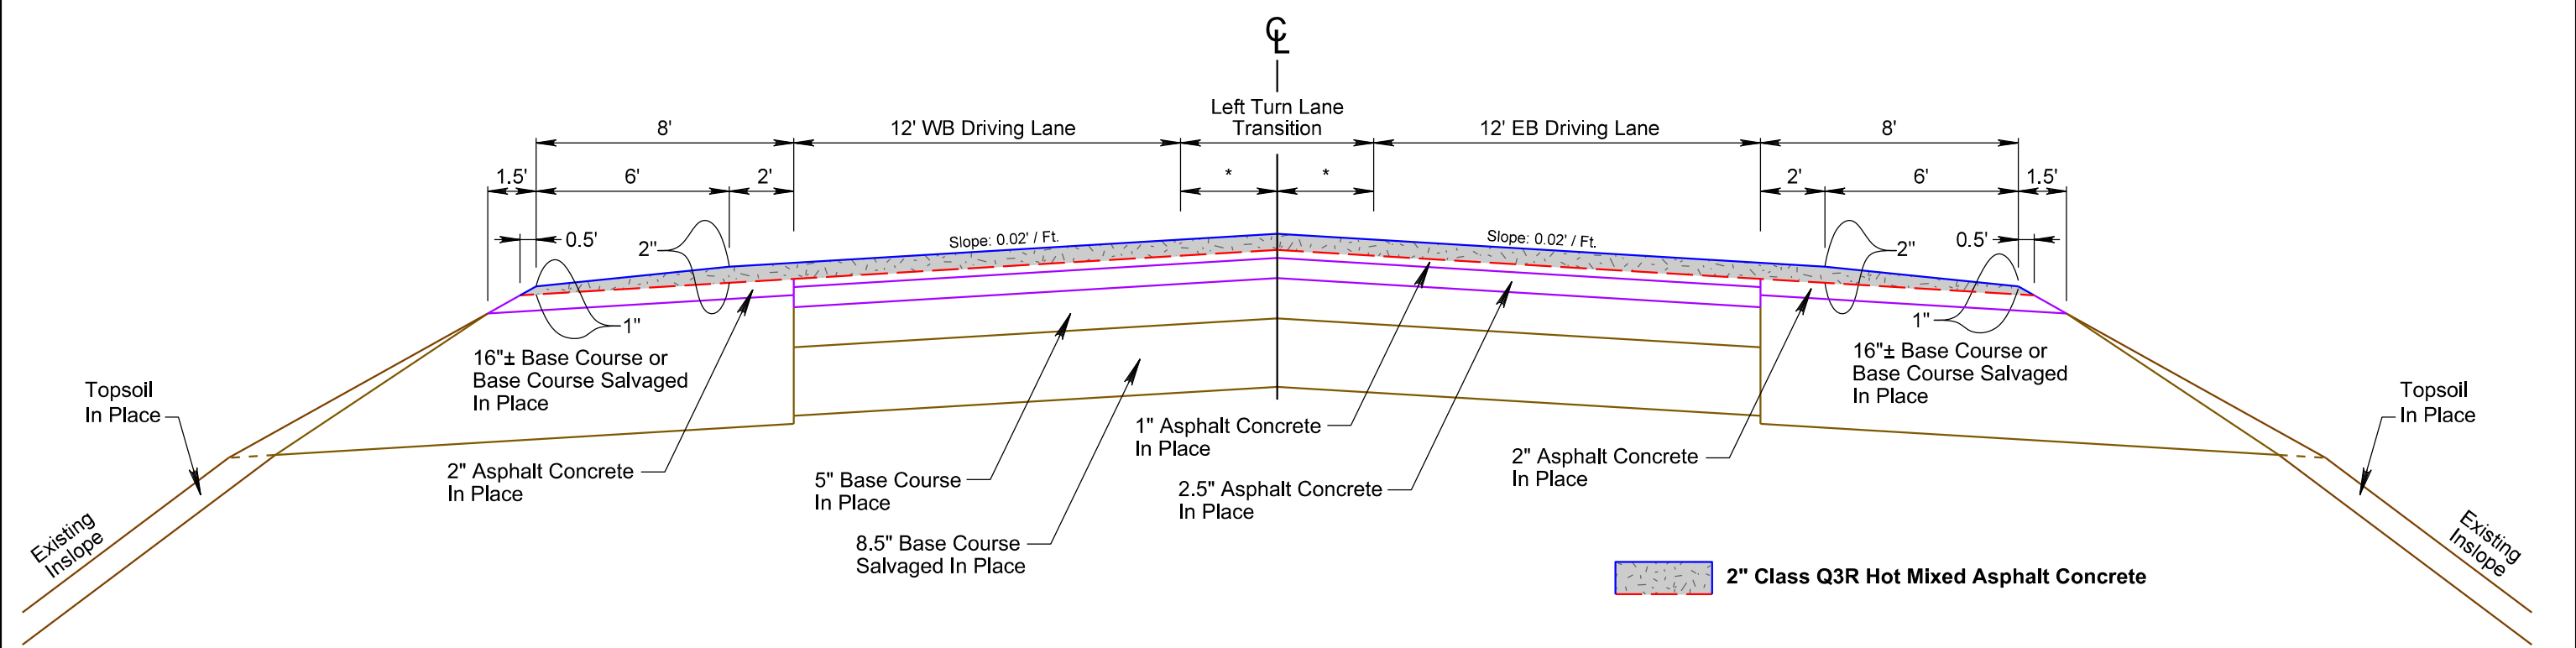 ℄
Left Turn Lane
Transition
8'
12' WB Driving Lane
12' EB Driving Lane
8'
1.5'
6'
2'
*
*
2'
6'
1.5'
0.5'
2"
Slope: 0.02' / Ft.
Slope: 0.02' / Ft.
2"
0.5'
1"
1"
16"± Base Course or
Base Course Salvaged
In Place
16"± Base Course or
Base Course Salvaged
In Place
Topsoil
In Place
Topsoil
In Place
2" Asphalt Concrete
In Place
5" Base Course
In Place
8.5" Base Course
Salvaged In Place
1" Asphalt Concrete
In Place
2.5" Asphalt Concrete
In Place
2" Asphalt Concrete
In Place
Existing
Inslope
Existing
Inslope
2" Class Q3R Hot Mixed Asphalt Concrete